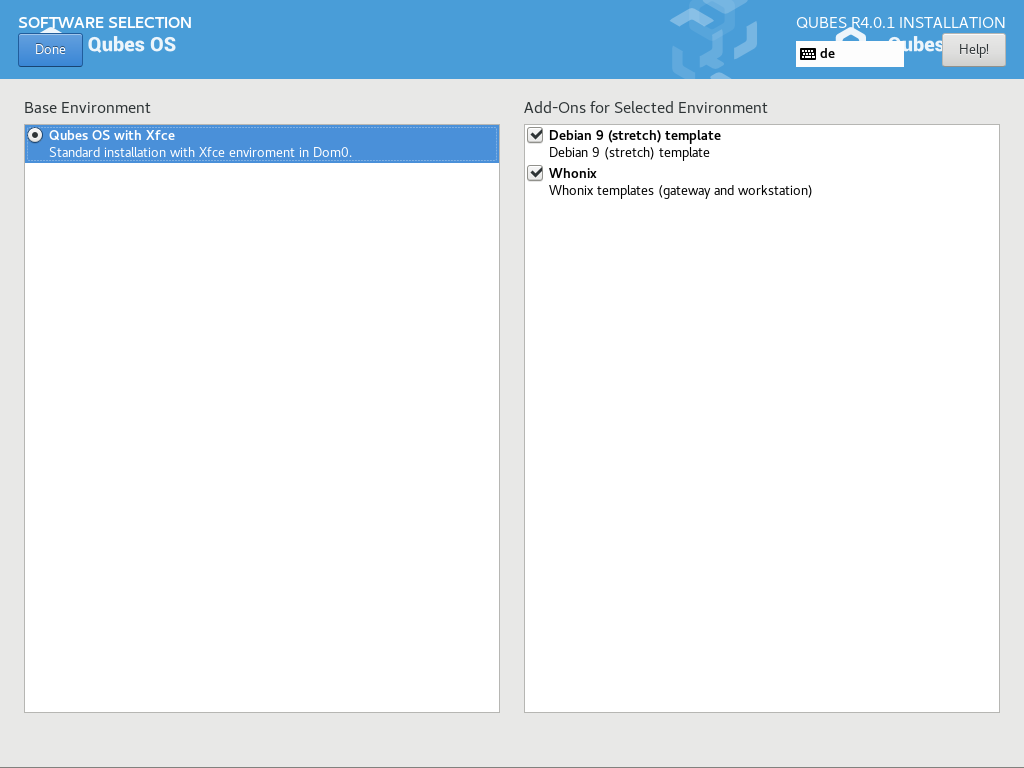 SOFTWARE SELECTION
QUBES R4.0.1 INSTALLATION
Done
Qubes OS
de
Qubes
Help!
Base Environment
Add-Ons for Selected Environment
Qubes OS with Xfce
Standard installation with Xfce enviroment in Dom0.
Debian 9 (stretch) template
Debian 9 (stretch) template
Whonix
Whonix templates (gateway and workstation)